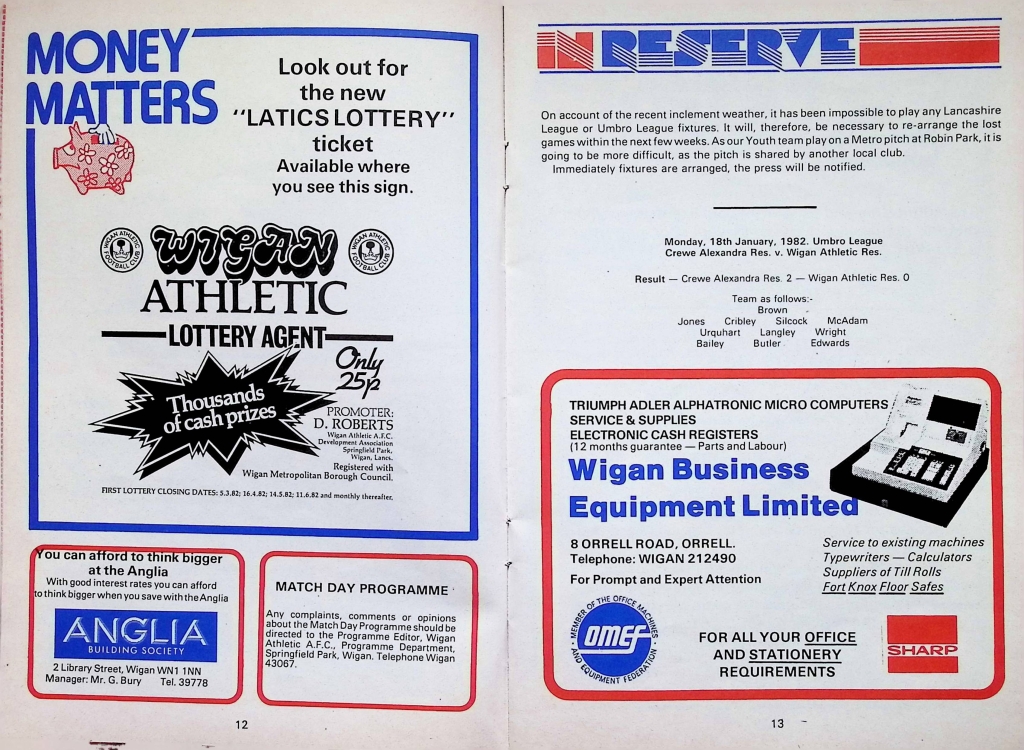 MONEY
MATTERS
Look out for
the new
"LATICS LOTTERY"
ticket
Available where
you see this sign.
WIGAN ATHLETIC
FOOTBALL CLUB
WIGAN
WIGAN ATHLETIC
FOOTBALL CLUB
ATHLETIC
LOTTERY AGENT
Only
25p
Thousands
of cash prizes
PROMOTER:
D. ROBERTS
Wigan Athletic A.F.C.
Development Association
Springfield Park,
Wigan, Lancs.
Registered with
Wigan Metropolitan Borough Council.
FIRST LOTTERY CLOSING DATES: 5.3.82; 16.4.82; 14.5.82; 11.6.82 and monthly thereafter.
You can afford to think bigger
at the Anglia
With good interest rates you can afford
to think bigger when you save with the Anglia
ANGLIA
BUILDING SOCIETY
2 Library Street, Wigan WN1 1NN
Manager: Mr. G. Bury Tel. 39778
MATCH DAY PROGRAMME
Any complaints, comments or opinions
about the Match Day Programme should be
directed to the Programme Editor, Wigan
Athletic A.F.C., Programme Department,
Springfield Park, Wigan. Telephone Wigan
43067.
12
IN RESERVE
On account of the recent inclement weather, it has been impossible to play any Lancashire
League or Umbro League fixtures. It will, therefore, be necessary to re-arrange the lost
games within the next few weeks. As our Youth team play on a Metro pitch at Robin Park, it is
going to be more difficult, as the pitch is shared by another local club.
Immediately fixtures are arranged, the press will be notified.
Monday, 18th January, 1982. Umbro League
Crewe Alexandra Res. v. Wigan Athletic Res.
Result — Crewe Alexandra Res. 2 — Wigan Athletic Res. 0
Team as follows:-
Brown
Jones Cribley Silcock McAdam
Urquhart Langley Wright
Bailey Butler Edwards
TRIUMPH ADLER ALPHATRONIC MICRO COMPUTERS
SERVICE & SUPPLIES
ELECTRONIC CASH REGISTERS
(12 months guarantee — Parts and Labour)
Wigan Business
Equipment Limited
8 ORRELL ROAD, ORRELL.
Telephone: WIGAN 212490
For Prompt and Expert Attention
Service to existing machines
Typewriters — Calculators
Suppliers of Till Rolls
Fort Knox Floor Safes
MEMBER OF THE OFFICE MACHINES
omef
AND EQUIPMENT FEDERATION
FOR ALL YOUR OFFICE
AND STATIONERY
REQUIREMENTS
SHARP
13